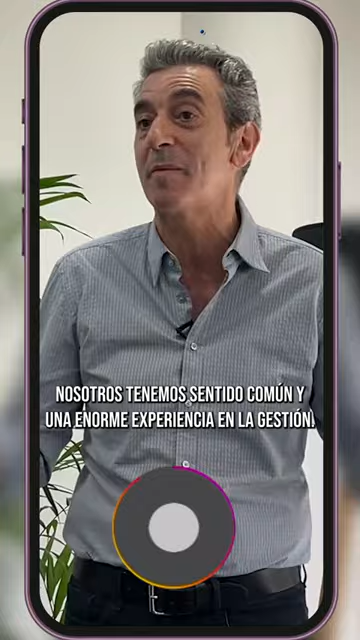 NOSOTROS TENEMOS SENTIDO COMÚN Y
UNA ENORME EXPERIENCIA EN LA GESTIÓN.